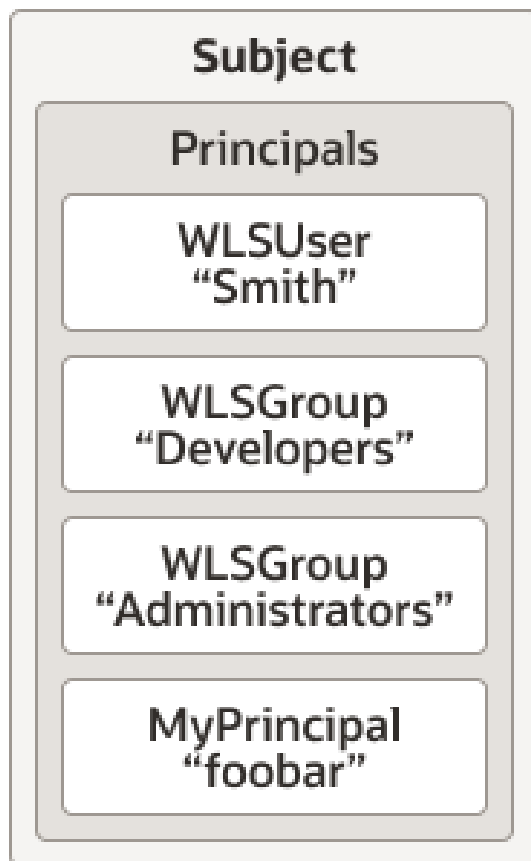 Subject
Principals
WLSUser
“Smith”
WLSGroup
“Developers”
WLSGroup
“Administrators”
MyPrincipal
“foobar”